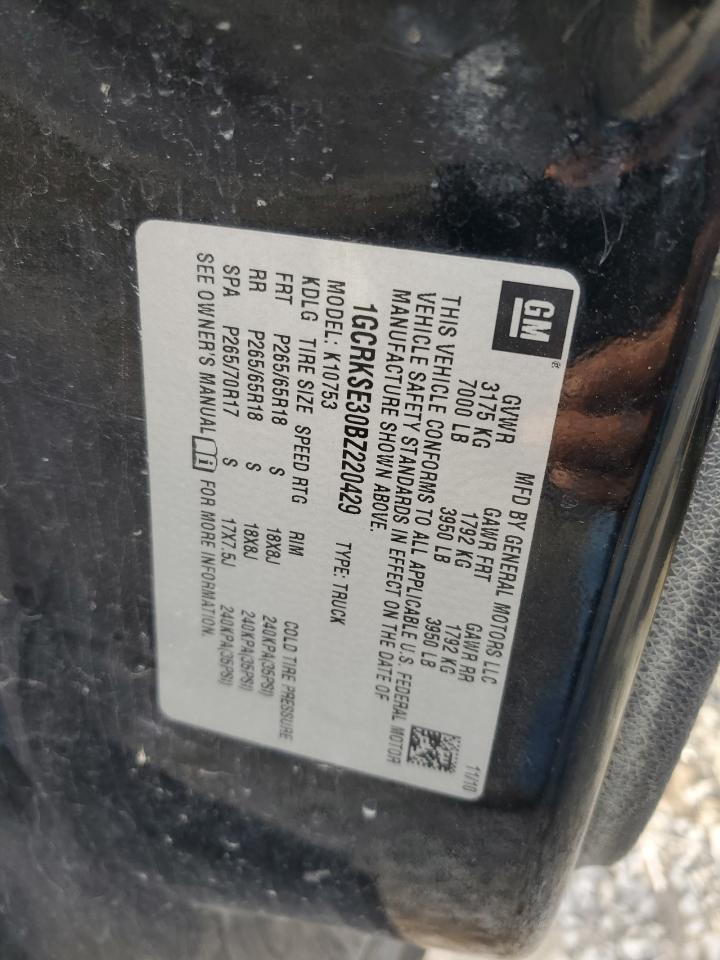 GM®
MFD BY GENERAL MOTORS LLC 11/10
GVWR GAWR FRT GAWR RR
3175 KG 1792 KG 1792 KG
7000 LB 3950 LB 3950 LB
THIS VEHICLE CONFORMS TO ALL APPLICABLE U.S. FEDERAL MOTOR
VEHICLE SAFETY STANDARDS IN EFFECT ON THE DATE OF
MANUFACTURE SHOWN ABOVE.
1GCRKSE30BZ220429 TYPE: TRUCK
MODEL: K10753
KDLG TIRE SIZE SPEED RTG RIM COLD TIRE PRESSURE
FRT P265/65R18 S 18X8J 240KPA(35PSI)
RR P265/65R18 S 18X8J 240KPA(35PSI)
SPA P265/70R17 S 17X7.5J 240KPA(35PSI)
SEE OWNER'S MANUAL FOR MORE INFORMATION.